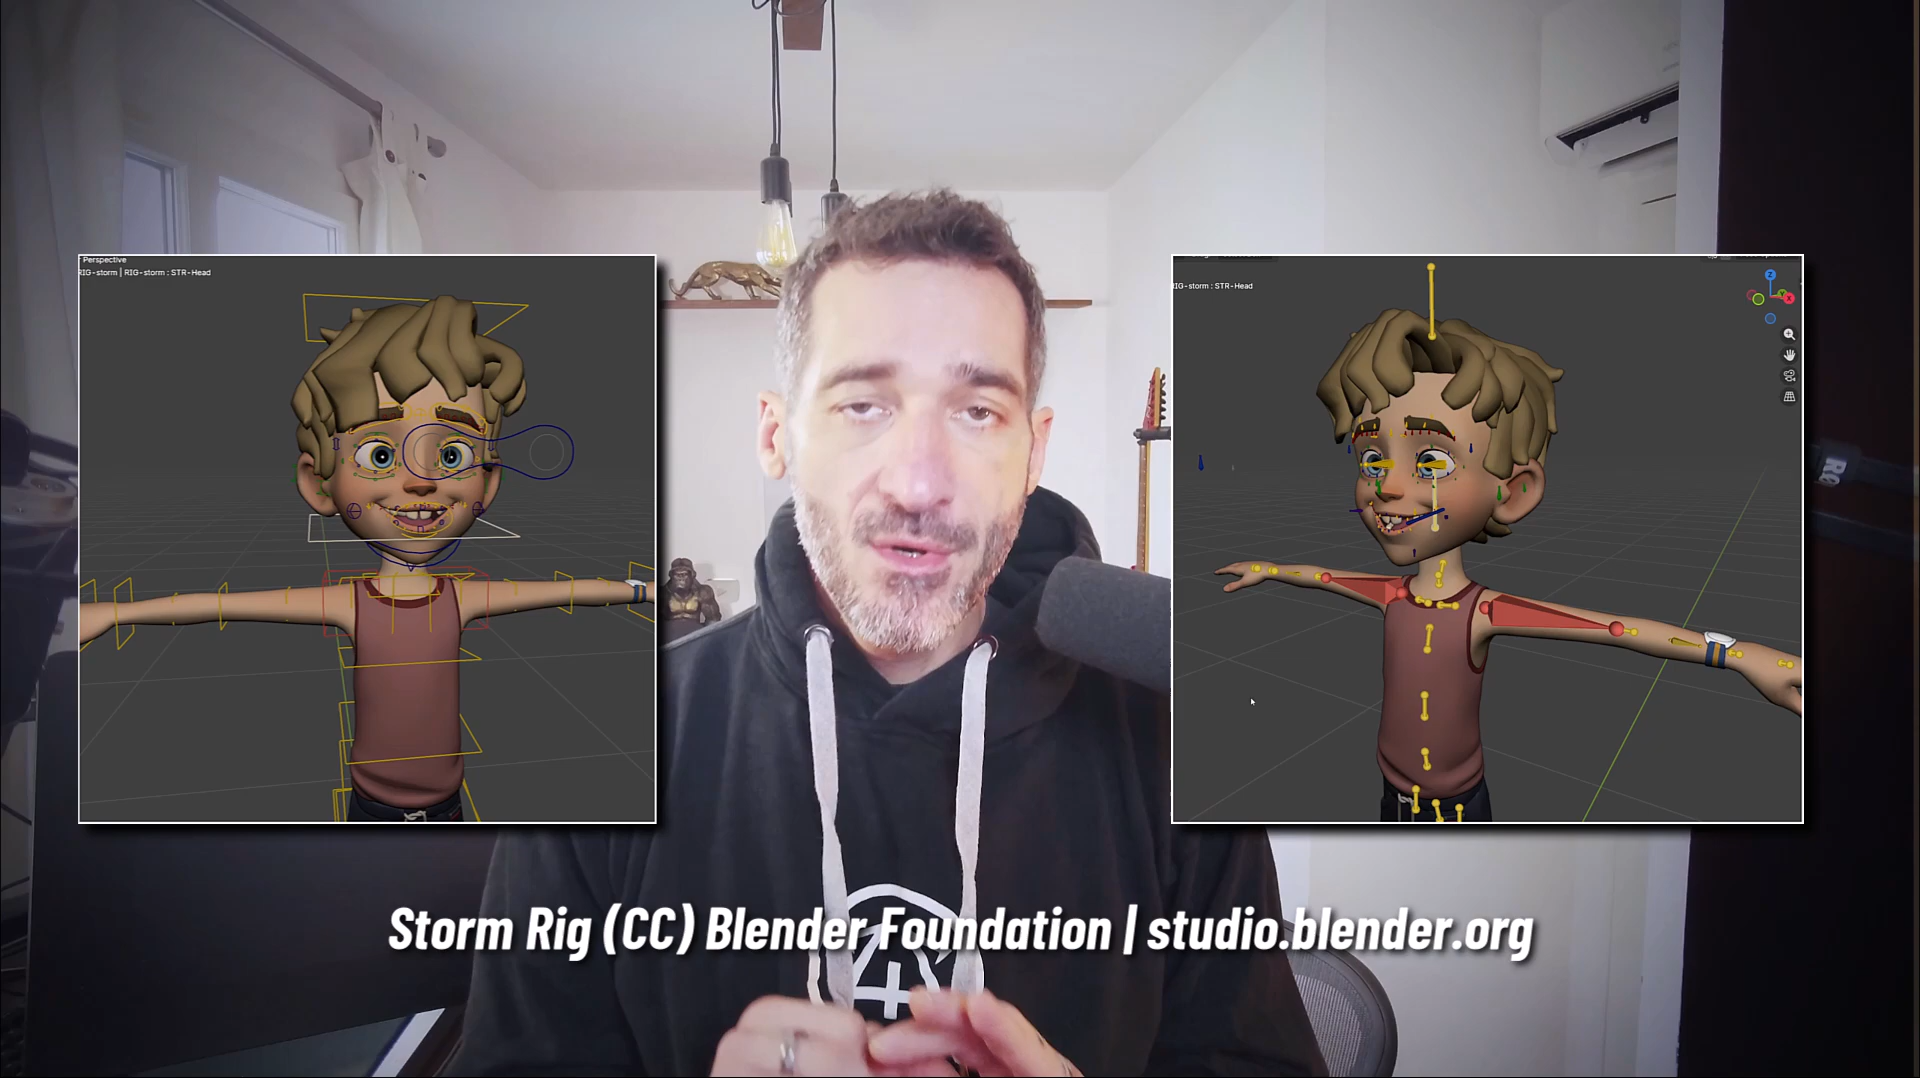 Perspective
RIG-storm | RIG-storm : STR-Head
RIG-storm : STR-Head
Z
Y
X
Storm Rig (CC) Blender Foundation | studio.blender.org